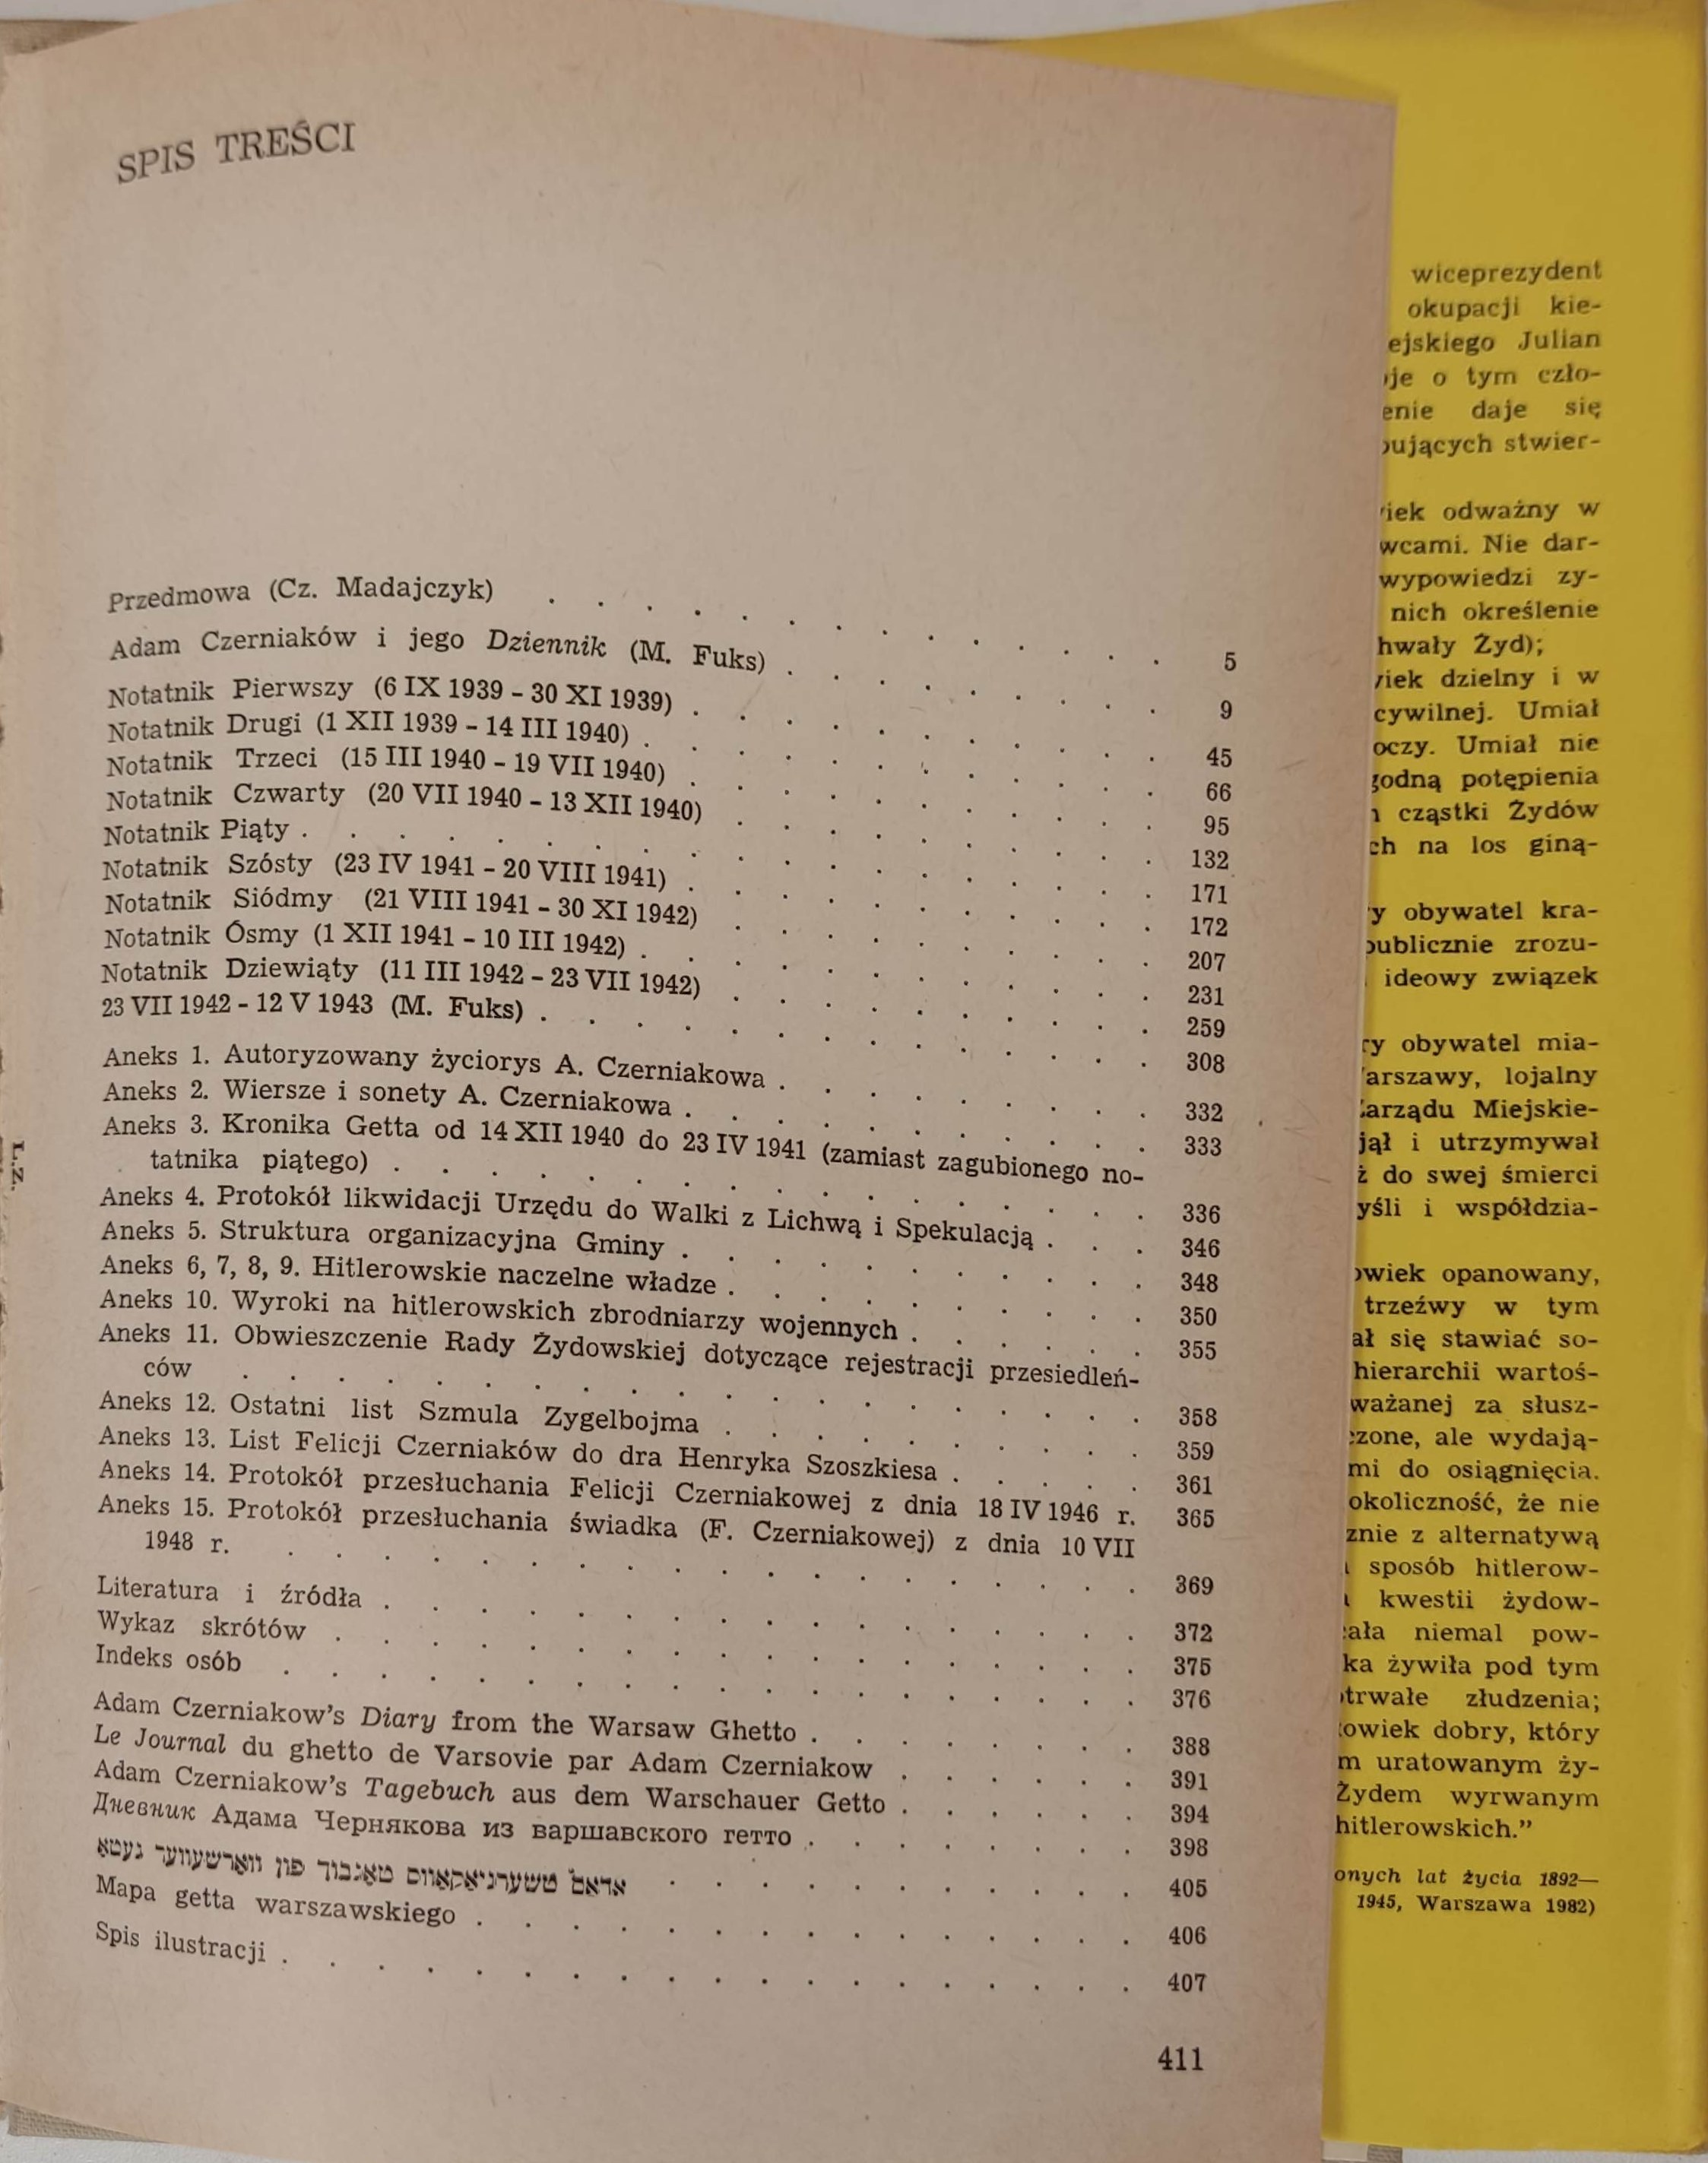 SPIS TREŚCI
Przedmowa (Cz. Madajczyk) . . . . . . . . . . . . . 5
Adam Czerniaków i jego Dziennik (M. Fuks) . . . . . . . . . 9
Notatnik Pierwszy (6 IX 1939 - 30 XI 1939) . . . . . . . . . . 45
Notatnik Drugi (1 XII 1939 - 14 III 1940) . . . . . . . . . . . 66
Notatnik Trzeci (15 III 1940 - 19 VII 1940) . . . . . . . . . . 95
Notatnik Czwarty (20 VII 1940 - 13 XII 1940) . . . . . . . . . 132
Notatnik Piąty . . . . . . . . . . . . . . . . . . 171
Notatnik Szósty (23 IV 1941 - 20 VIII 1941) . . . . . . . . . . 172
Notatnik Siódmy (21 VIII 1941 - 30 XI 1942) . . . . . . . . . 207
Notatnik Ósmy (1 XII 1941 - 10 III 1942) . . . . . . . . . . . 231
Notatnik Dziewiąty (11 III 1942 - 23 VII 1942) . . . . . . . . . 259
23 VII 1942 - 12 V 1943 (M. Fuks) . . . . . . . . . . . . . 308
Aneks 1. Autoryzowany życiorys A. Czerniakowa . . . . . . . . 332
Aneks 2. Wiersze i sonety A. Czerniakowa . . . . . . . . . . 333
Aneks 3. Kronika Getta od 14 XII 1940 do 23 IV 1941 (zamiast zagubionego no-
tatnika piątego) . . . . . . . . . . . . . . . . 336
Aneks 4. Protokół likwidacji Urzędu do Walki z Lichwą i Spekulacją . . . 346
Aneks 5. Struktura organizacyjna Gminy . . . . . . . . . . 348
Aneks 6, 7, 8, 9. Hitlerowskie naczelne władze . . . . . . . . . 350
Aneks 10. Wyroki na hitlerowskich zbrodniarzy wojennych . . . . . 355
Aneks 11. Obwieszczenie Rady Żydowskiej dotyczące rejestracji przesiedleń-
ców . . . . . . . . . . . . . . . . . . . . 358
Aneks 12. Ostatni list Szmula Zygelbojma . . . . . . . . . 359
Aneks 13. List Felicji Czerniaków do dra Henryka Szoszkiesa . . . . . 361
Aneks 14. Protokół przesłuchania Felicji Czerniakowej z dnia 18 IV 1946 r. 365
Aneks 15. Protokół przesłuchania świadka (F. Czerniakowej) z dnia 10 VII
1948 r. . . . . . . . . . . . . . . . . . . . 369
Literatura i źródła . . . . . . . . . . . . . . . . 372
Wykaz skrótów . . . . . . . . . . . . . . . . . . 375
Indeks osób . . . . . . . . . . . . . . . . . . . 376
Adam Czerniakow's Diary from the Warsaw Ghetto . . . . . . . . 388
Le Journal du ghetto de Varsovie par Adam Czerniakow . . . . . . 391
Adam Czerniakow's Tagebuch aus dem Warschauer Getto . . . . . . 394
Дневник Адама Чернякова из варшавского гетто . . . . . . . . 398
אדאם טשערניאקאווס טאגבוך פון ווארשעווער געטא . . . . . . . . . . . 405
Mapa getta warszawskiego . . . . . . . . . . . . . . . 406
Spis ilustracji . . . . . . . . . . . . . . . . . . . 407
411
Ł.Z.
wiceprezydent
okupacji kie-
ejskiego Julian
je o tym czło-
enie daje się
pujących stwier-
iek odważny w
wcami. Nie dar-
wypowiedzi zy-
nich określenie
hwały Żyd);
iek dzielny i w
cywilnej. Umiał
oczy. Umiał nie
godną potępienia
cząstki Żydów
ch na los giną-
y obywatel kra-
publicznie zrozu-
ideowy związek
ry obywatel mia-
arszawy, lojalny
arządu Miejskie-
jął i utrzymywał
ż do swej śmierci
yśli i współdzia-
owiek opanowany,
trzeźwy w tym
ał się stawiać so-
hierarchii wartoś-
ważanej za słusz-
czone, ale wydają-
mi do osiągnięcia.
okoliczność, że nie
znie z alternatywą
sposób hitlerow-
kwestii żydow-
ała niemal pow-
ka żywiła pod tym
trwałe złudzenia;
owiek dobry, który
m uratowanym ży-
Żydem wyrwanym
hitlerowskich."
onych lat życia 1892—
1945, Warszawa 1982)